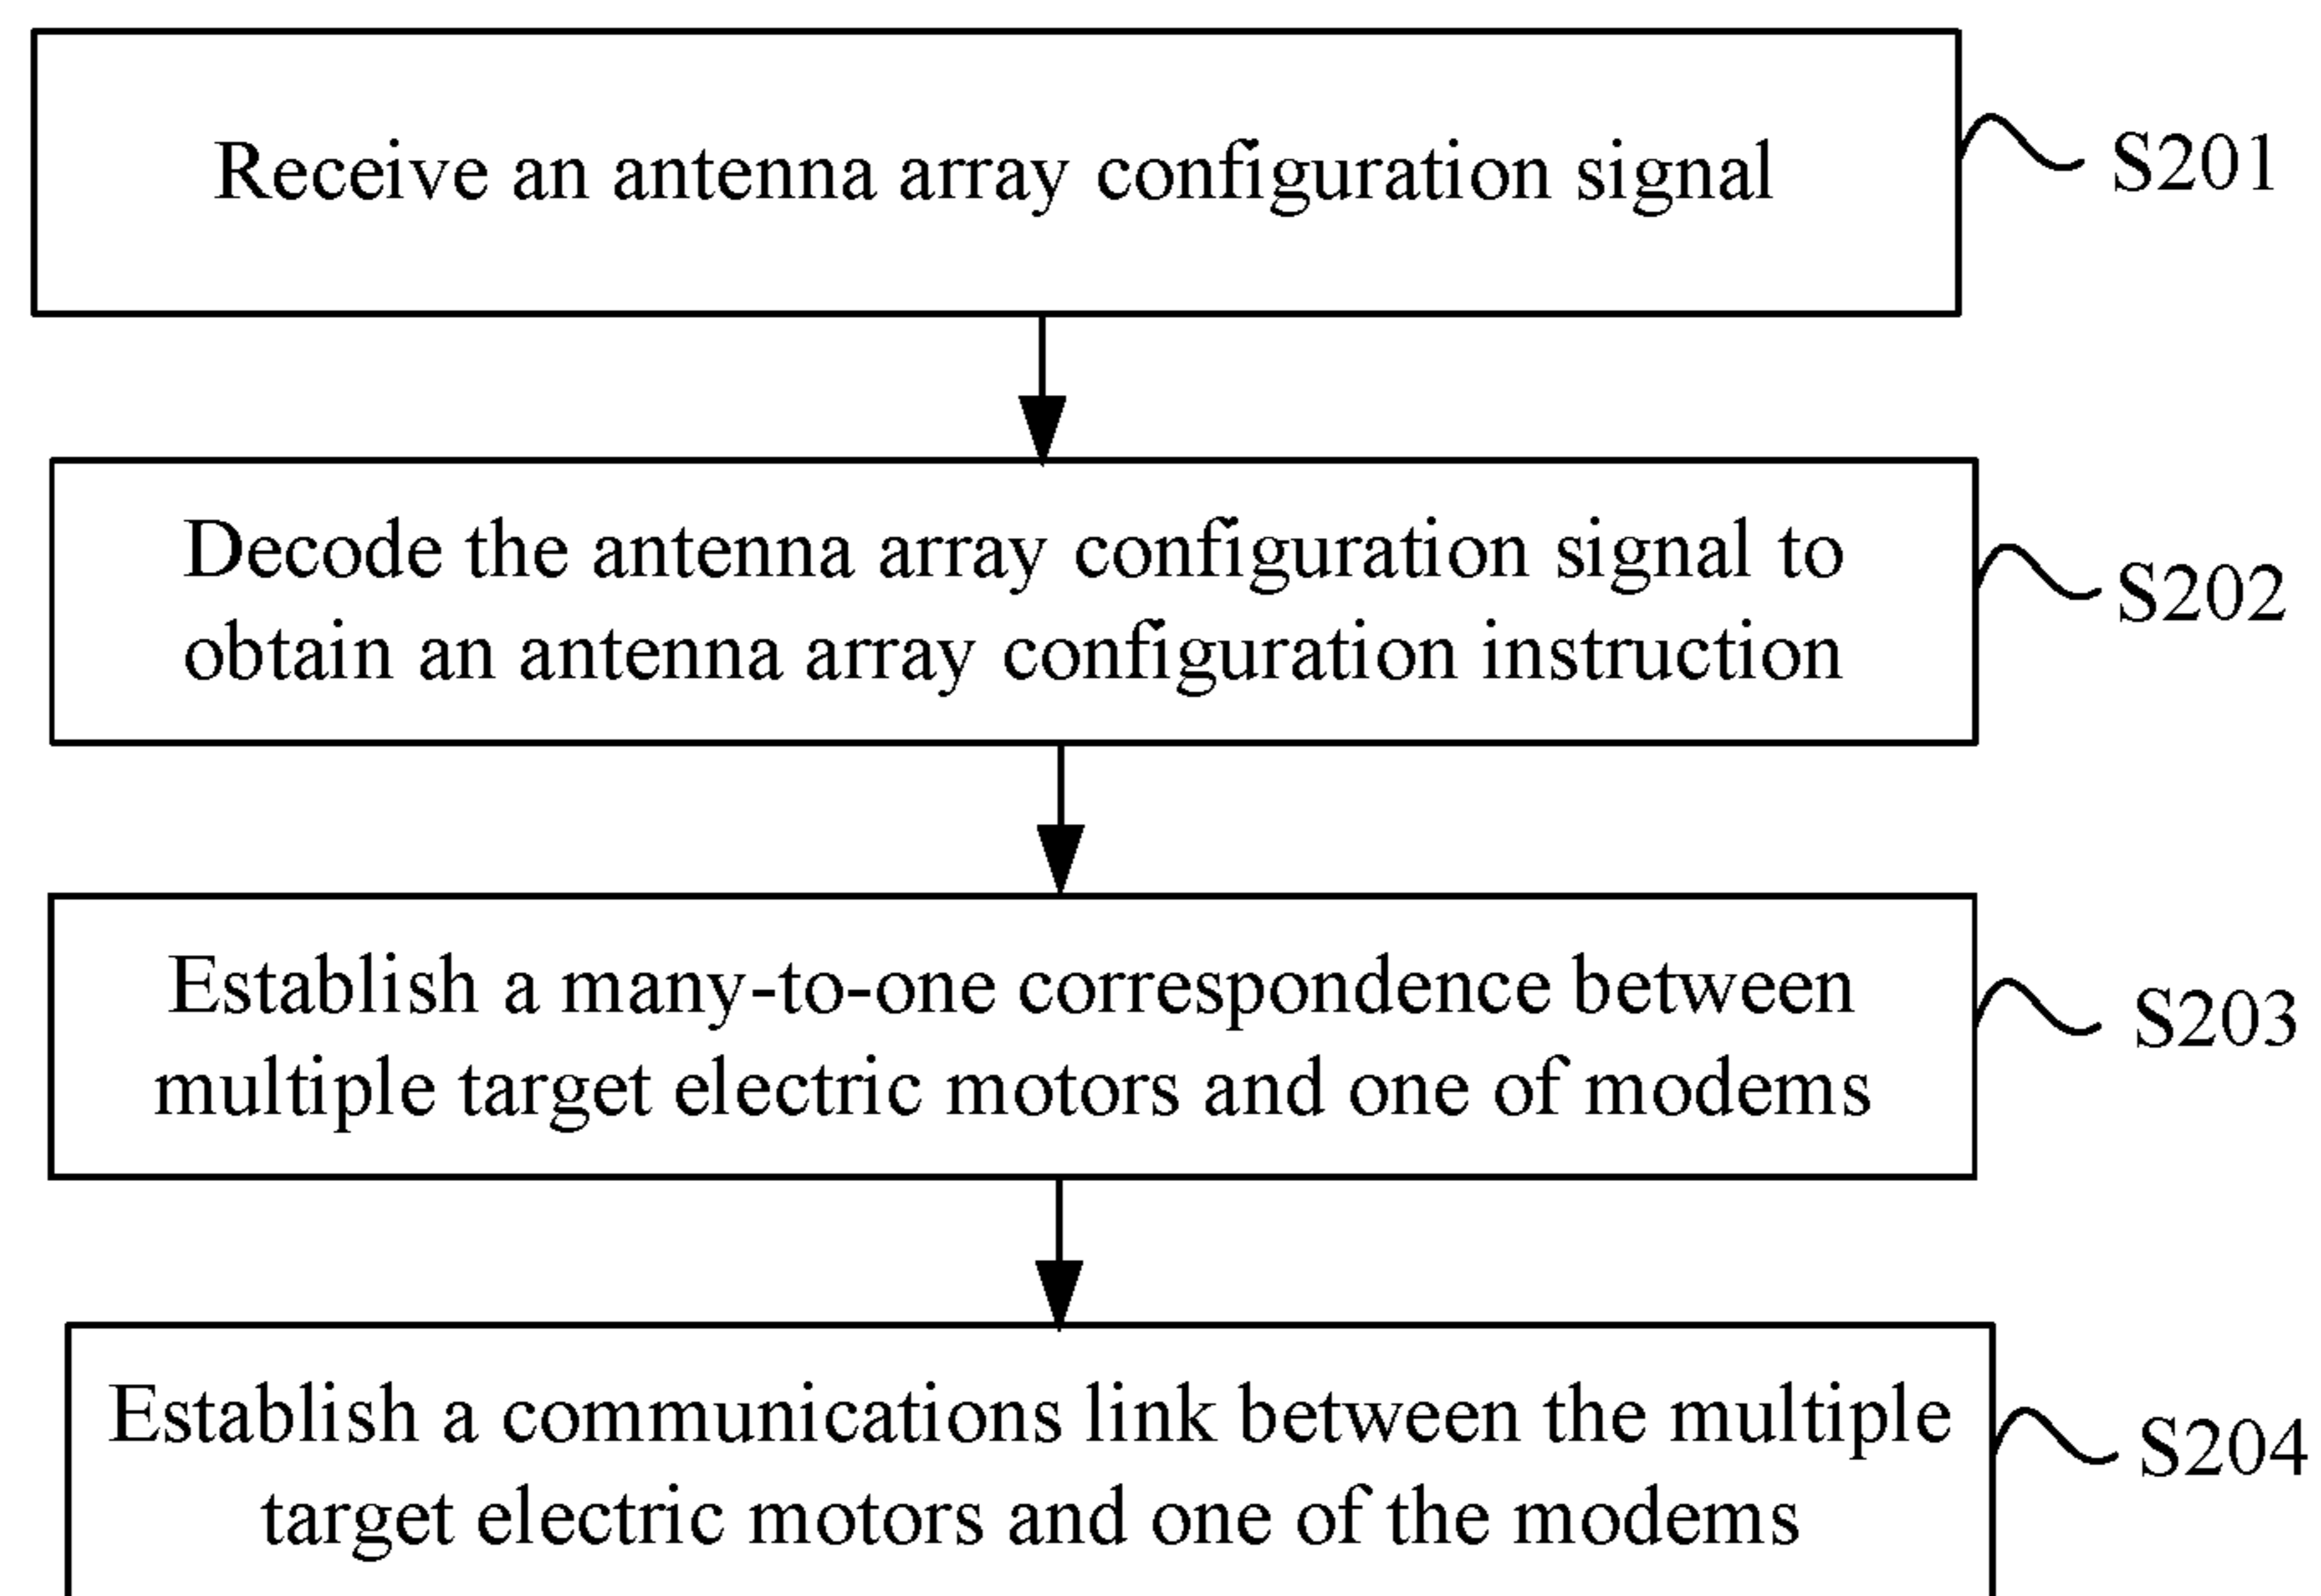 Receive an antenna array configuration signal
S201
Decode the antenna array configuration signal to
obtain an antenna array configuration instruction
S202
Establish a many-to-one correspondence between
multiple target electric motors and one of modems
S203
Establish a communications link between the multiple
target electric motors and one of the modems
S204